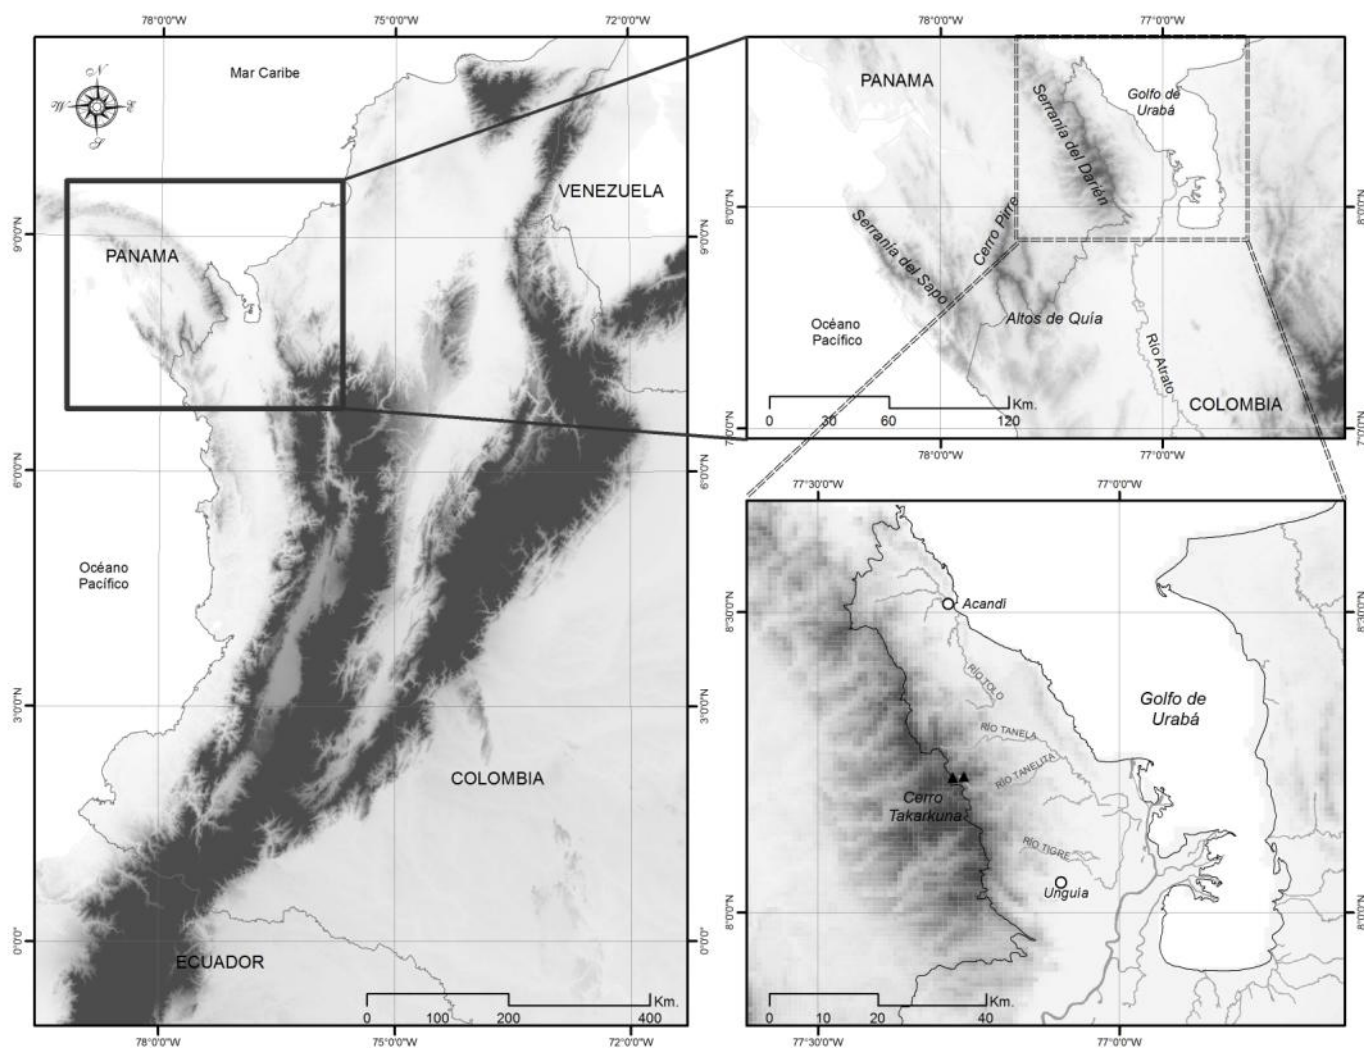 78°0'0"W
75°0'0"W
72°0'0"W
N
W
E
S
Mar Caribe
VENEZUELA
PANAMA
9°0'0"N
9°0'0"N
6°0'0"N
6°0'0"N
Océano
Pacífico
3°0'0"N
3°0'0"N
COLOMBIA
0°0'0"
0°0'0"
ECUADOR
Km.
0
100
200
400
78°0'0"W
75°0'0"W
72°0'0"W
78°0'0"W
77°0'0"W
PANAMA
Golfo de
Urabá
Serranía del Darién
8°0'0"N
8°0'0"N
Serranía del Sapo
Cerro Pirre
Altos de Quía
Océano
Pacífico
Río Atrato
COLOMBIA
Km.
0
30
60
120
7°0'0"N
7°0'0"N
78°0'0"W
77°0'0"W
77°30'0"W
77°0'0"W
8°30'0"N
8°30'0"N
Acandi
RÍO TOLO
Golfo de
Urabá
RÍO TANELA
RÍO TANELITA
Cerro
Takarkuna
RÍO TIGRE
Unguía
8°0'0"N
8°0'0"N
Km.
0
10
20
40
77°30'0"W
77°0'0"W